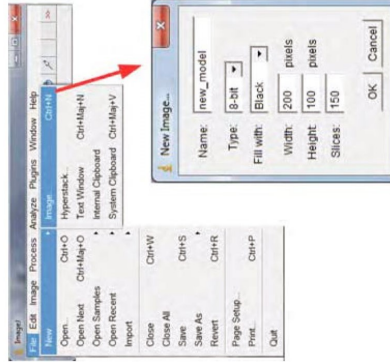 ImageJ
File Edit Image Process Analyze Plugins Window Help
New
Open... Ctrl+O
Open Next Ctrl+Maj+O
Open Samples
Open Recent
Import
Close Ctrl+W
Close All
Save Ctrl+S
Save As
Revert Ctrl+R
Page Setup...
Print... Ctrl+P
Quit
Image... Ctrl+N
Hyperstack...
Text Window Ctrl+Maj+N
Internal Clipboard
System Clipboard Ctrl+Maj+V
>>
New Image...
Name: new_model
Type: 8-bit
Fill with: Black
Width: 200 pixels
Height: 100 pixels
Slices: 150
OK Cancel